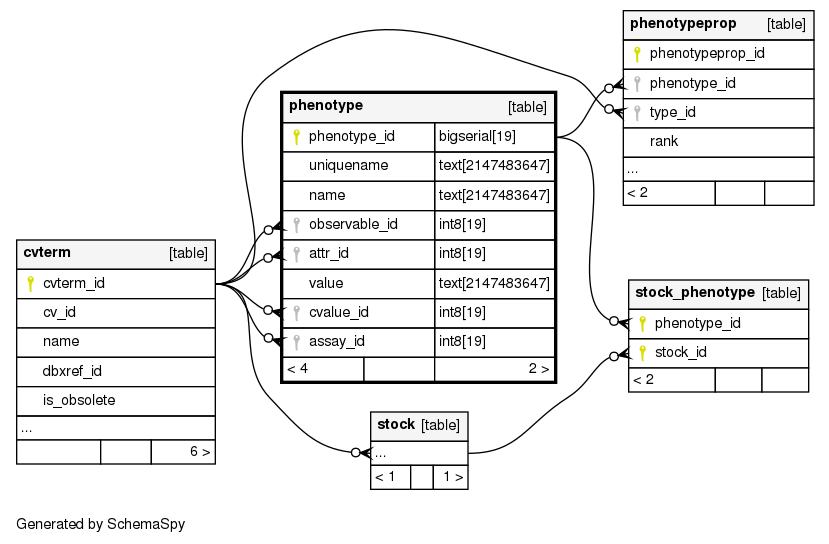 phenotypeprop [table]
phenotypeprop_id
phenotype_id
type_id
rank
...
< 2
phenotype [table]
phenotype_id bigserial[19]
uniquename text[2147483647]
name text[2147483647]
observable_id int8[19]
attr_id int8[19]
value text[2147483647]
cvalue_id int8[19]
assay_id int8[19]
< 4 2 >
cvterm [table]
cvterm_id
cv_id
name
dbxref_id
is_obsolete
...
6 >
stock_phenotype [table]
phenotype_id
stock_id
< 2
stock [table]
...
< 1 1 >
Generated by SchemaSpy